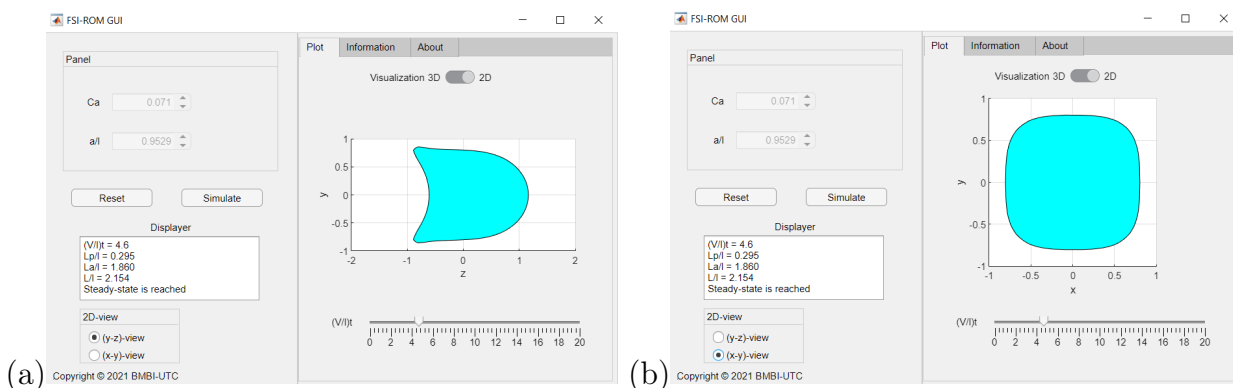 FSI-ROM GUI
Panel
Ca 0.071
a/l 0.9529
Reset Simulate
Displayer
(V/l)t = 4.6
Lp/l = 0.295
La/l = 1.860
L/l = 2.154
Steady-state is reached
2D-view
(y-z)-view
(x-y)-view
Copyright © 2021 BMBI-UTC
Plot Information About
Visualization 3D 2D
1
0.5
0
-0.5
-1
y
-2 -1 0 1 2
z
(V/l)t
0 2 4 6 8 10 12 14 16 18 20
(a)
FSI-ROM GUI
Panel
Ca 0.071
a/l 0.9529
Reset Simulate
Displayer
(V/l)t = 4.6
Lp/l = 0.295
La/l = 1.860
L/l = 2.154
Steady-state is reached
2D-view
(y-z)-view
(x-y)-view
Copyright © 2021 BMBI-UTC
Plot Information About
Visualization 3D 2D
1
0.5
0
-0.5
-1
y
-1 -0.5 0 0.5 1
x
(V/l)t
0 2 4 6 8 10 12 14 16 18 20
(b)